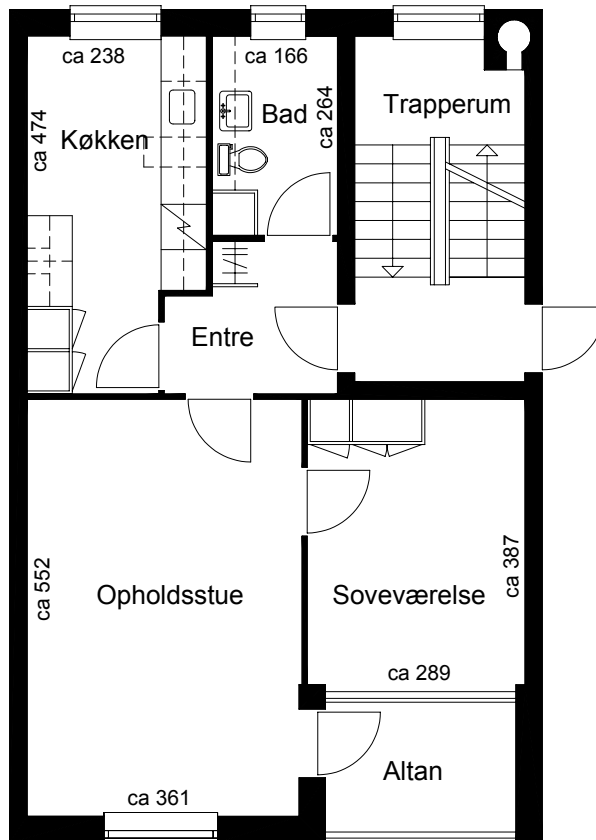 ca 238
ca 166
ca 474
Køkken
Bad
ca 264
Trapperum
Entre
ca 552
Opholdsstue
Soveværelse
ca 387
ca 289
Altan
ca 361